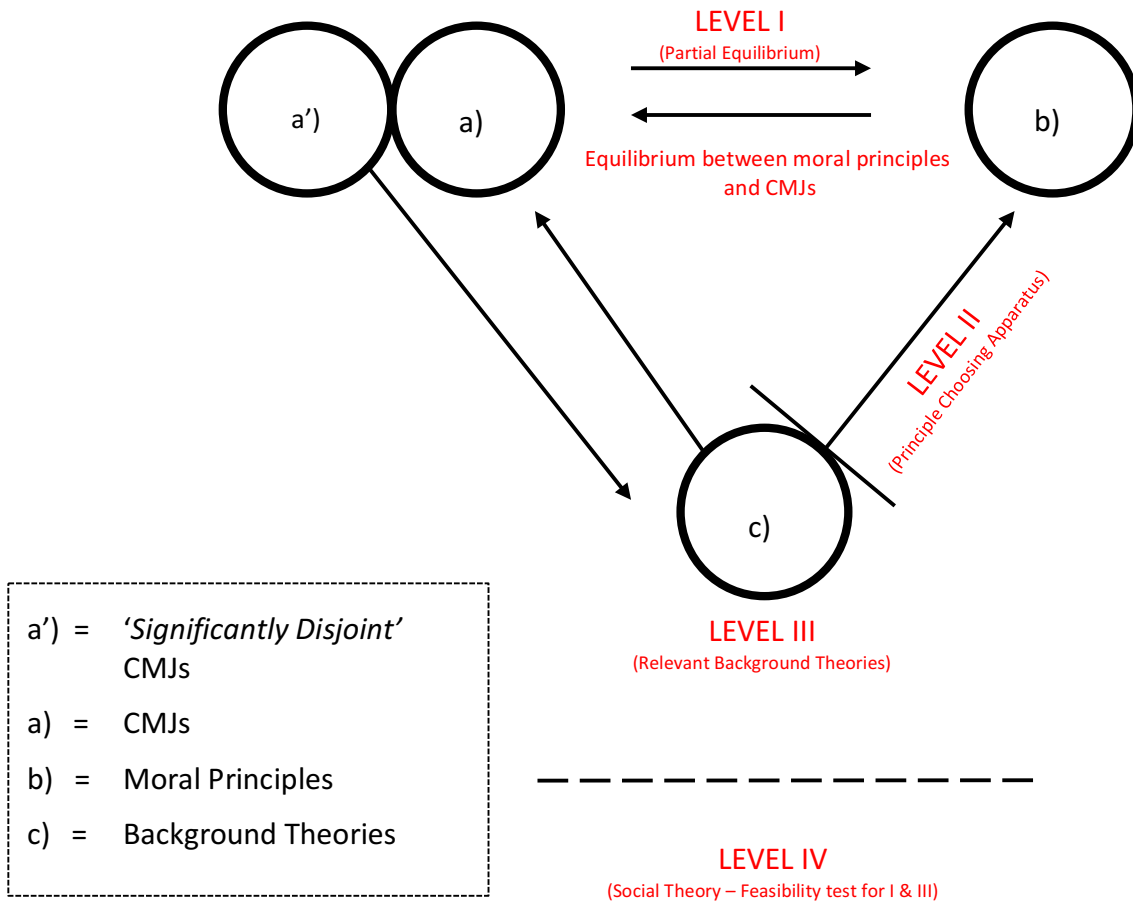 LEVEL I
(Partial Equilibrium)
a')
a)
b)
Equilibrium between moral principles
and CMJs
LEVEL II
(Principle Choosing Apparatus)
c)
LEVEL III
(Relevant Background Theories)
a') = ‘Significantly Disjoint’
CMJs
a) = CMJs
b) = Moral Principles
c) = Background Theories
LEVEL IV
(Social Theory – Feasibility test for I & III)